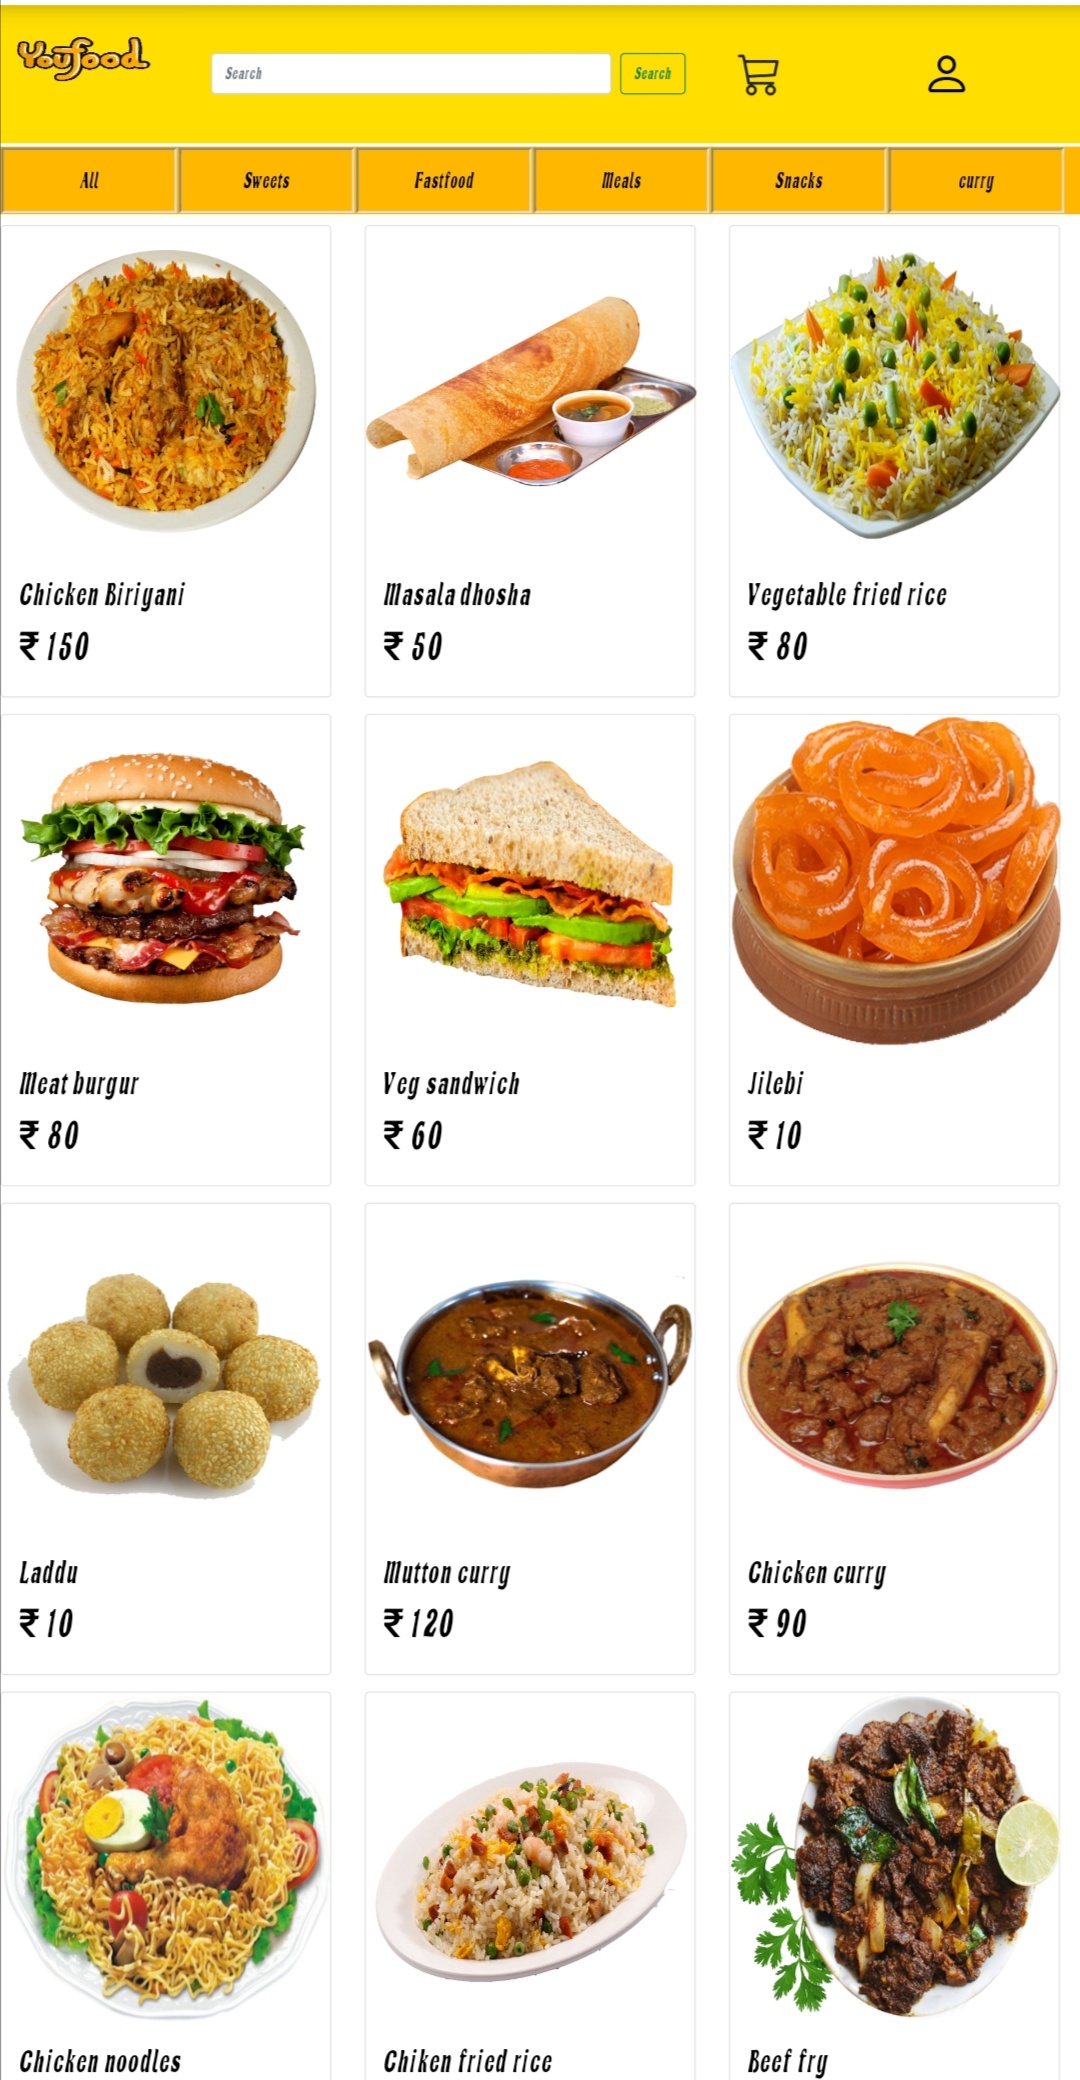 Youfood
Search Search
All Sweets Fastfood Meals Snacks curry
Chicken Biriyani
₹ 150
Masala dhosha
₹ 50
Vegetable fried rice
₹ 80
Meat burgur
₹ 80
Veg sandwich
₹ 60
Jilebi
₹ 10
Laddu
₹ 10
Mutton curry
₹ 120
Chicken curry
₹ 90
Chicken noodles
Chiken fried rice
Beef fry